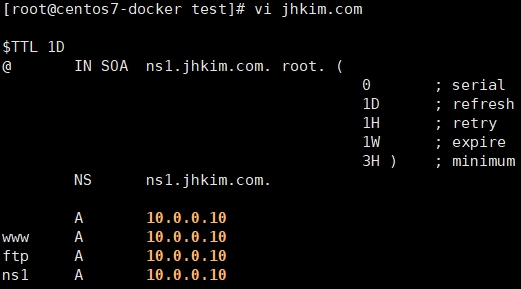 [root@centos7-docker test]# vi jhkim.com
$TTL 1D
@ IN SOA ns1.jhkim.com. root. (
0 ; serial
1D ; refresh
1H ; retry
1W ; expire
3H ) ; minimum
NS ns1.jhkim.com.
A 10.0.0.10
www A 10.0.0.10
ftp A 10.0.0.10
ns1 A 10.0.0.10